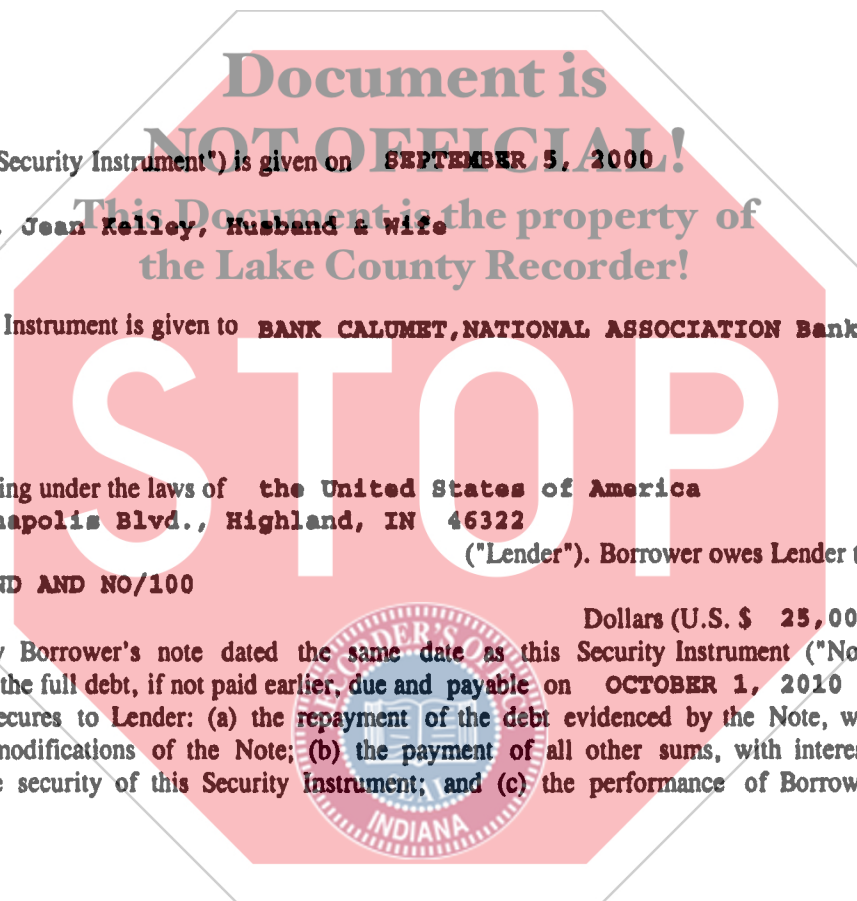 Document is
NOT OFFICIAL!
Security Instrument") is given on SEPTEMBER 5, 2000
This Document is the property of
. Jean Kelley, Husband & Wife
the Lake County Recorder!
Instrument is given to BANK CALUMET,NATIONAL ASSOCIATION Bank
STOP
ing under the laws of the United States of America
napolis Blvd., Highland, IN 46322
("Lender"). Borrower owes Lender t
ND AND NO/100
Dollars (U.S. $ 25,00
y Borrower's note dated the same date as this Security Instrument ("No
the full debt, if not paid earlier, due and payable on OCTOBER 1, 2010
ecures to Lender: (a) the repayment of the debt evidenced by the Note, w
modifications of the Note; (b) the payment of all other sums, with interes
e security of this Security Instrument; and (c) the performance of Borrow
RECORDER'S OFFICE
SEAL
INDIANA